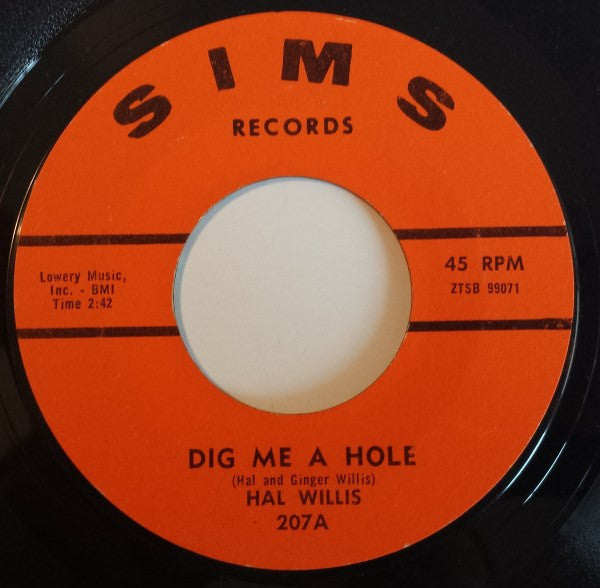 SIMS
RECORDS
Lowery Music,
Inc. - BMI
Time 2:42
45 RPM
ZTSB 99071
DIG ME A HOLE
(Hal and Ginger Willis)
HAL WILLIS
207A